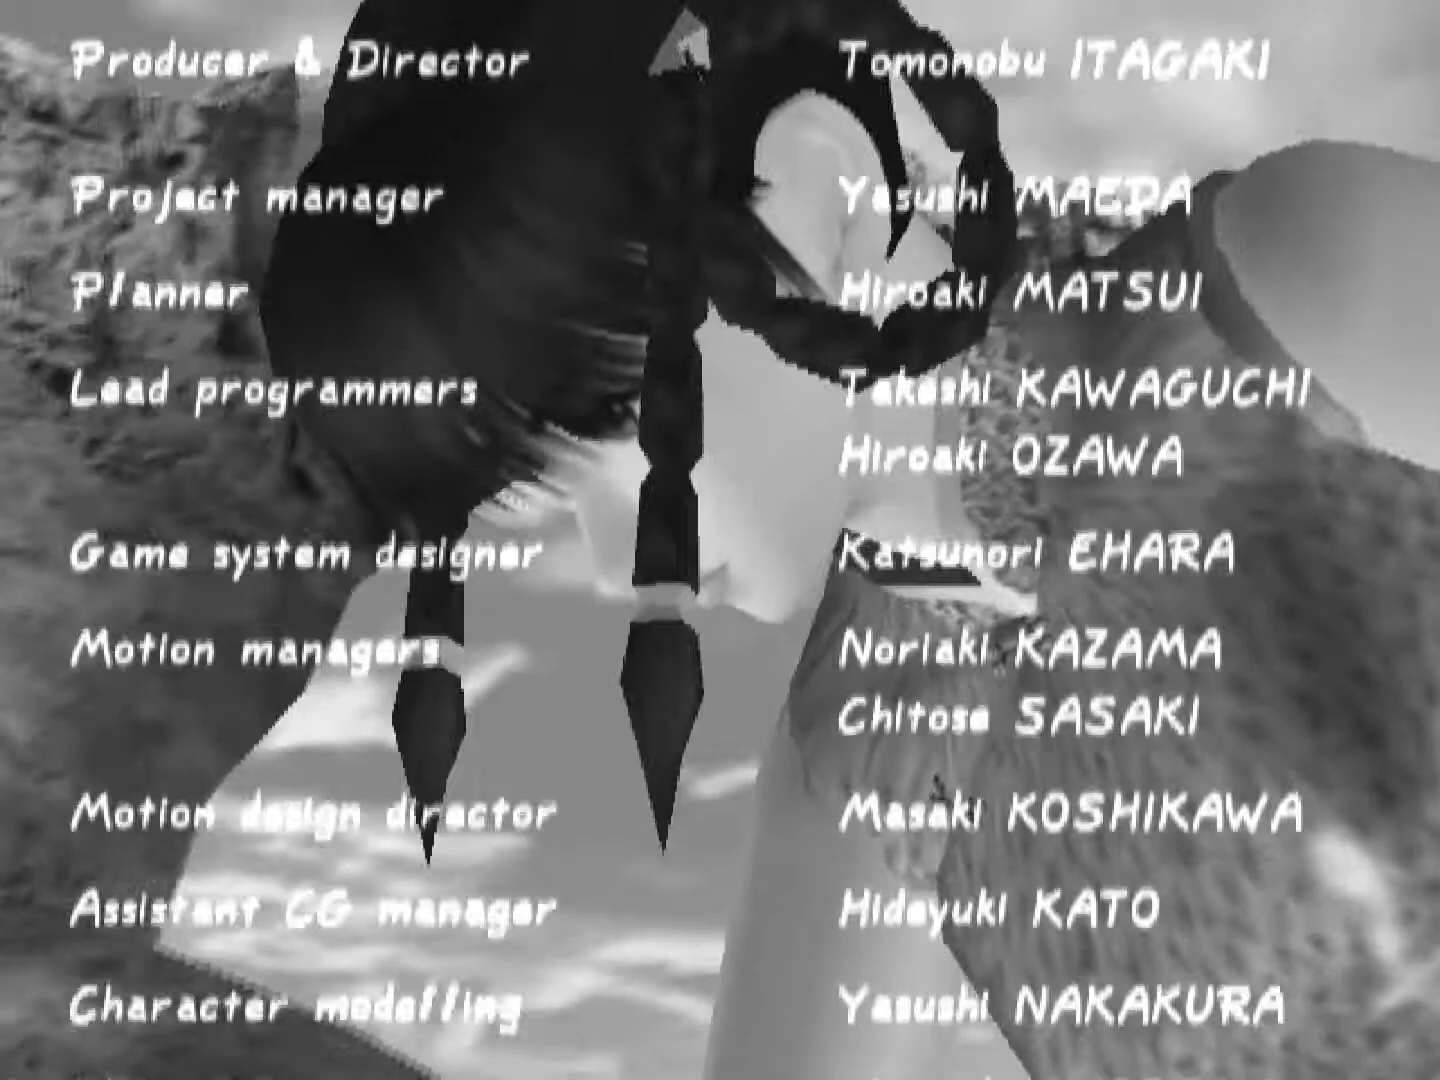 Producer & Director Tomonobu ITAGAKI
Project manager Yasushi MAEDA
Planner Hiroaki MATSUI
Lead programmers Takeshi KAWAGUCHI
Hiroaki OZAWA
Game system designer Katsunori EHARA
Motion managers Noriaki KAZAMA
Chitose SASAKI
Motion design director Masaki KOSHIKAWA
Assistant CG manager Hideyuki KATO
Character modelling Yasushi NAKAKURA